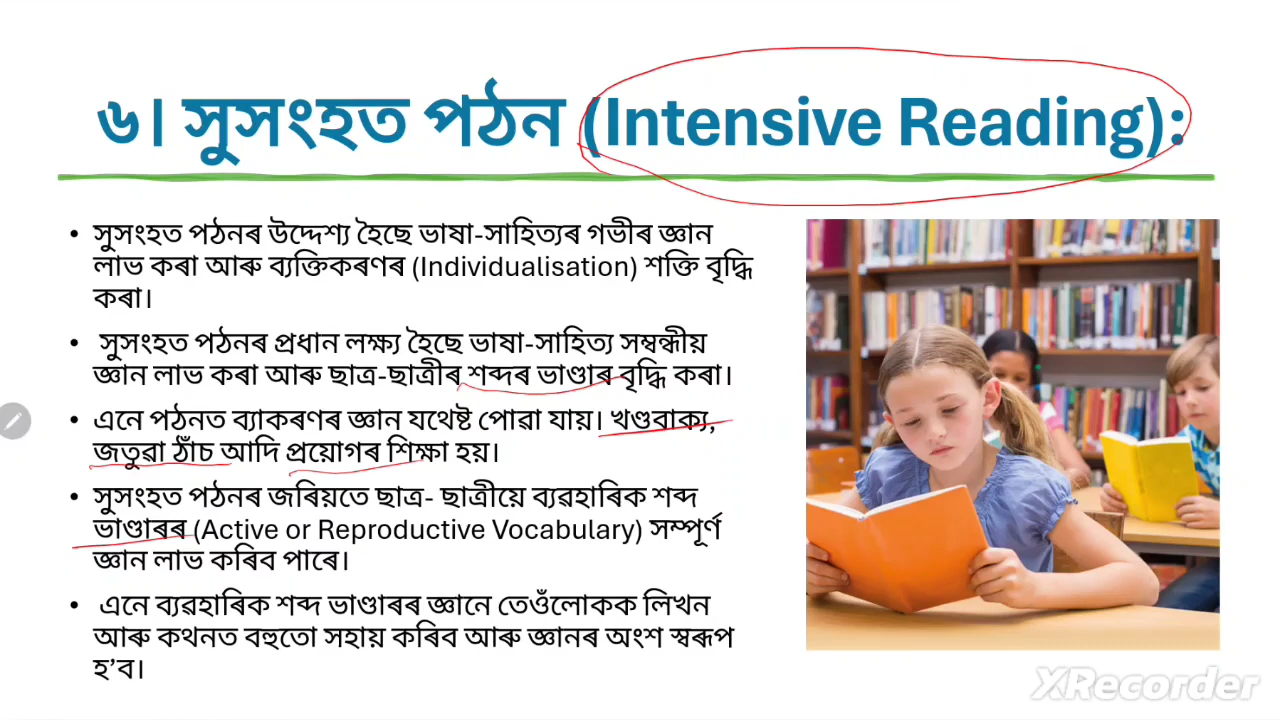 ৬। সুসংহত পঠন (Intensive Reading):
• সুসংহত পঠনৰ উদ্দেশ্য হৈছে ভাষা-সাহিত্যৰ গভীৰ জ্ঞান
লাভ কৰা আৰু ব্যক্তিকৰণৰ (Individualisation) শক্তি বৃদ্ধি
কৰা।
• সুসংহত পঠনৰ প্ৰধান লক্ষ্য হৈছে ভাষা-সাহিত্য সম্বন্ধীয়
জ্ঞান লাভ কৰা আৰু ছাত্ৰ-ছাত্ৰীৰ শব্দৰ ভাণ্ডাৰ বৃদ্ধি কৰা।
• এনে পঠনত ব্যাকৰণৰ জ্ঞান যথেষ্ট পোৱা যায়। খণ্ডবাক্য,
জতুৱা ঠাঁচ আদি প্ৰয়োগৰ শিক্ষা হয়।
• সুসংহত পঠনৰ জৰিয়তে ছাত্ৰ- ছাত্ৰীয়ে ব্যৱহাৰিক শব্দ
ভাণ্ডাৰৰ (Active or Reproductive Vocabulary) সম্পূৰ্ণ
জ্ঞান লাভ কৰিব পাৰে।
• এনে ব্যৱহাৰিক শব্দ ভাণ্ডাৰৰ জ্ঞানে তেওঁলোকক লিখন
আৰু কথনত বহুতো সহায় কৰিব আৰু জ্ঞানৰ অংশ স্বৰূপ
হ’ব।
XRecorder